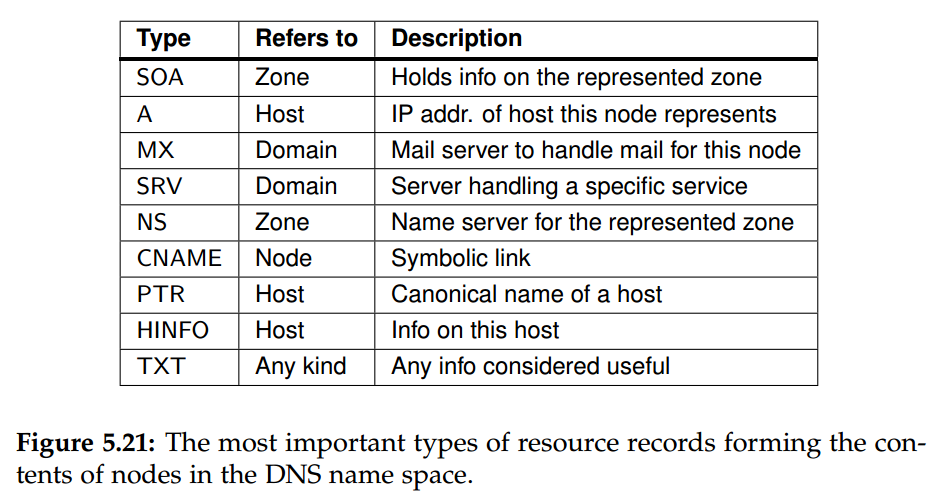 Type Refers to Description
SOA Zone Holds info on the represented zone
A Host IP addr. of host this node represents
MX Domain Mail server to handle mail for this node
SRV Domain Server handling a specific service
NS Zone Name server for the represented zone
CNAME Node Symbolic link
PTR Host Canonical name of a host
HINFO Host Info on this host
TXT Any kind Any info considered useful
Figure 5.21: The most important types of resource records forming the con-
tents of nodes in the DNS name space.